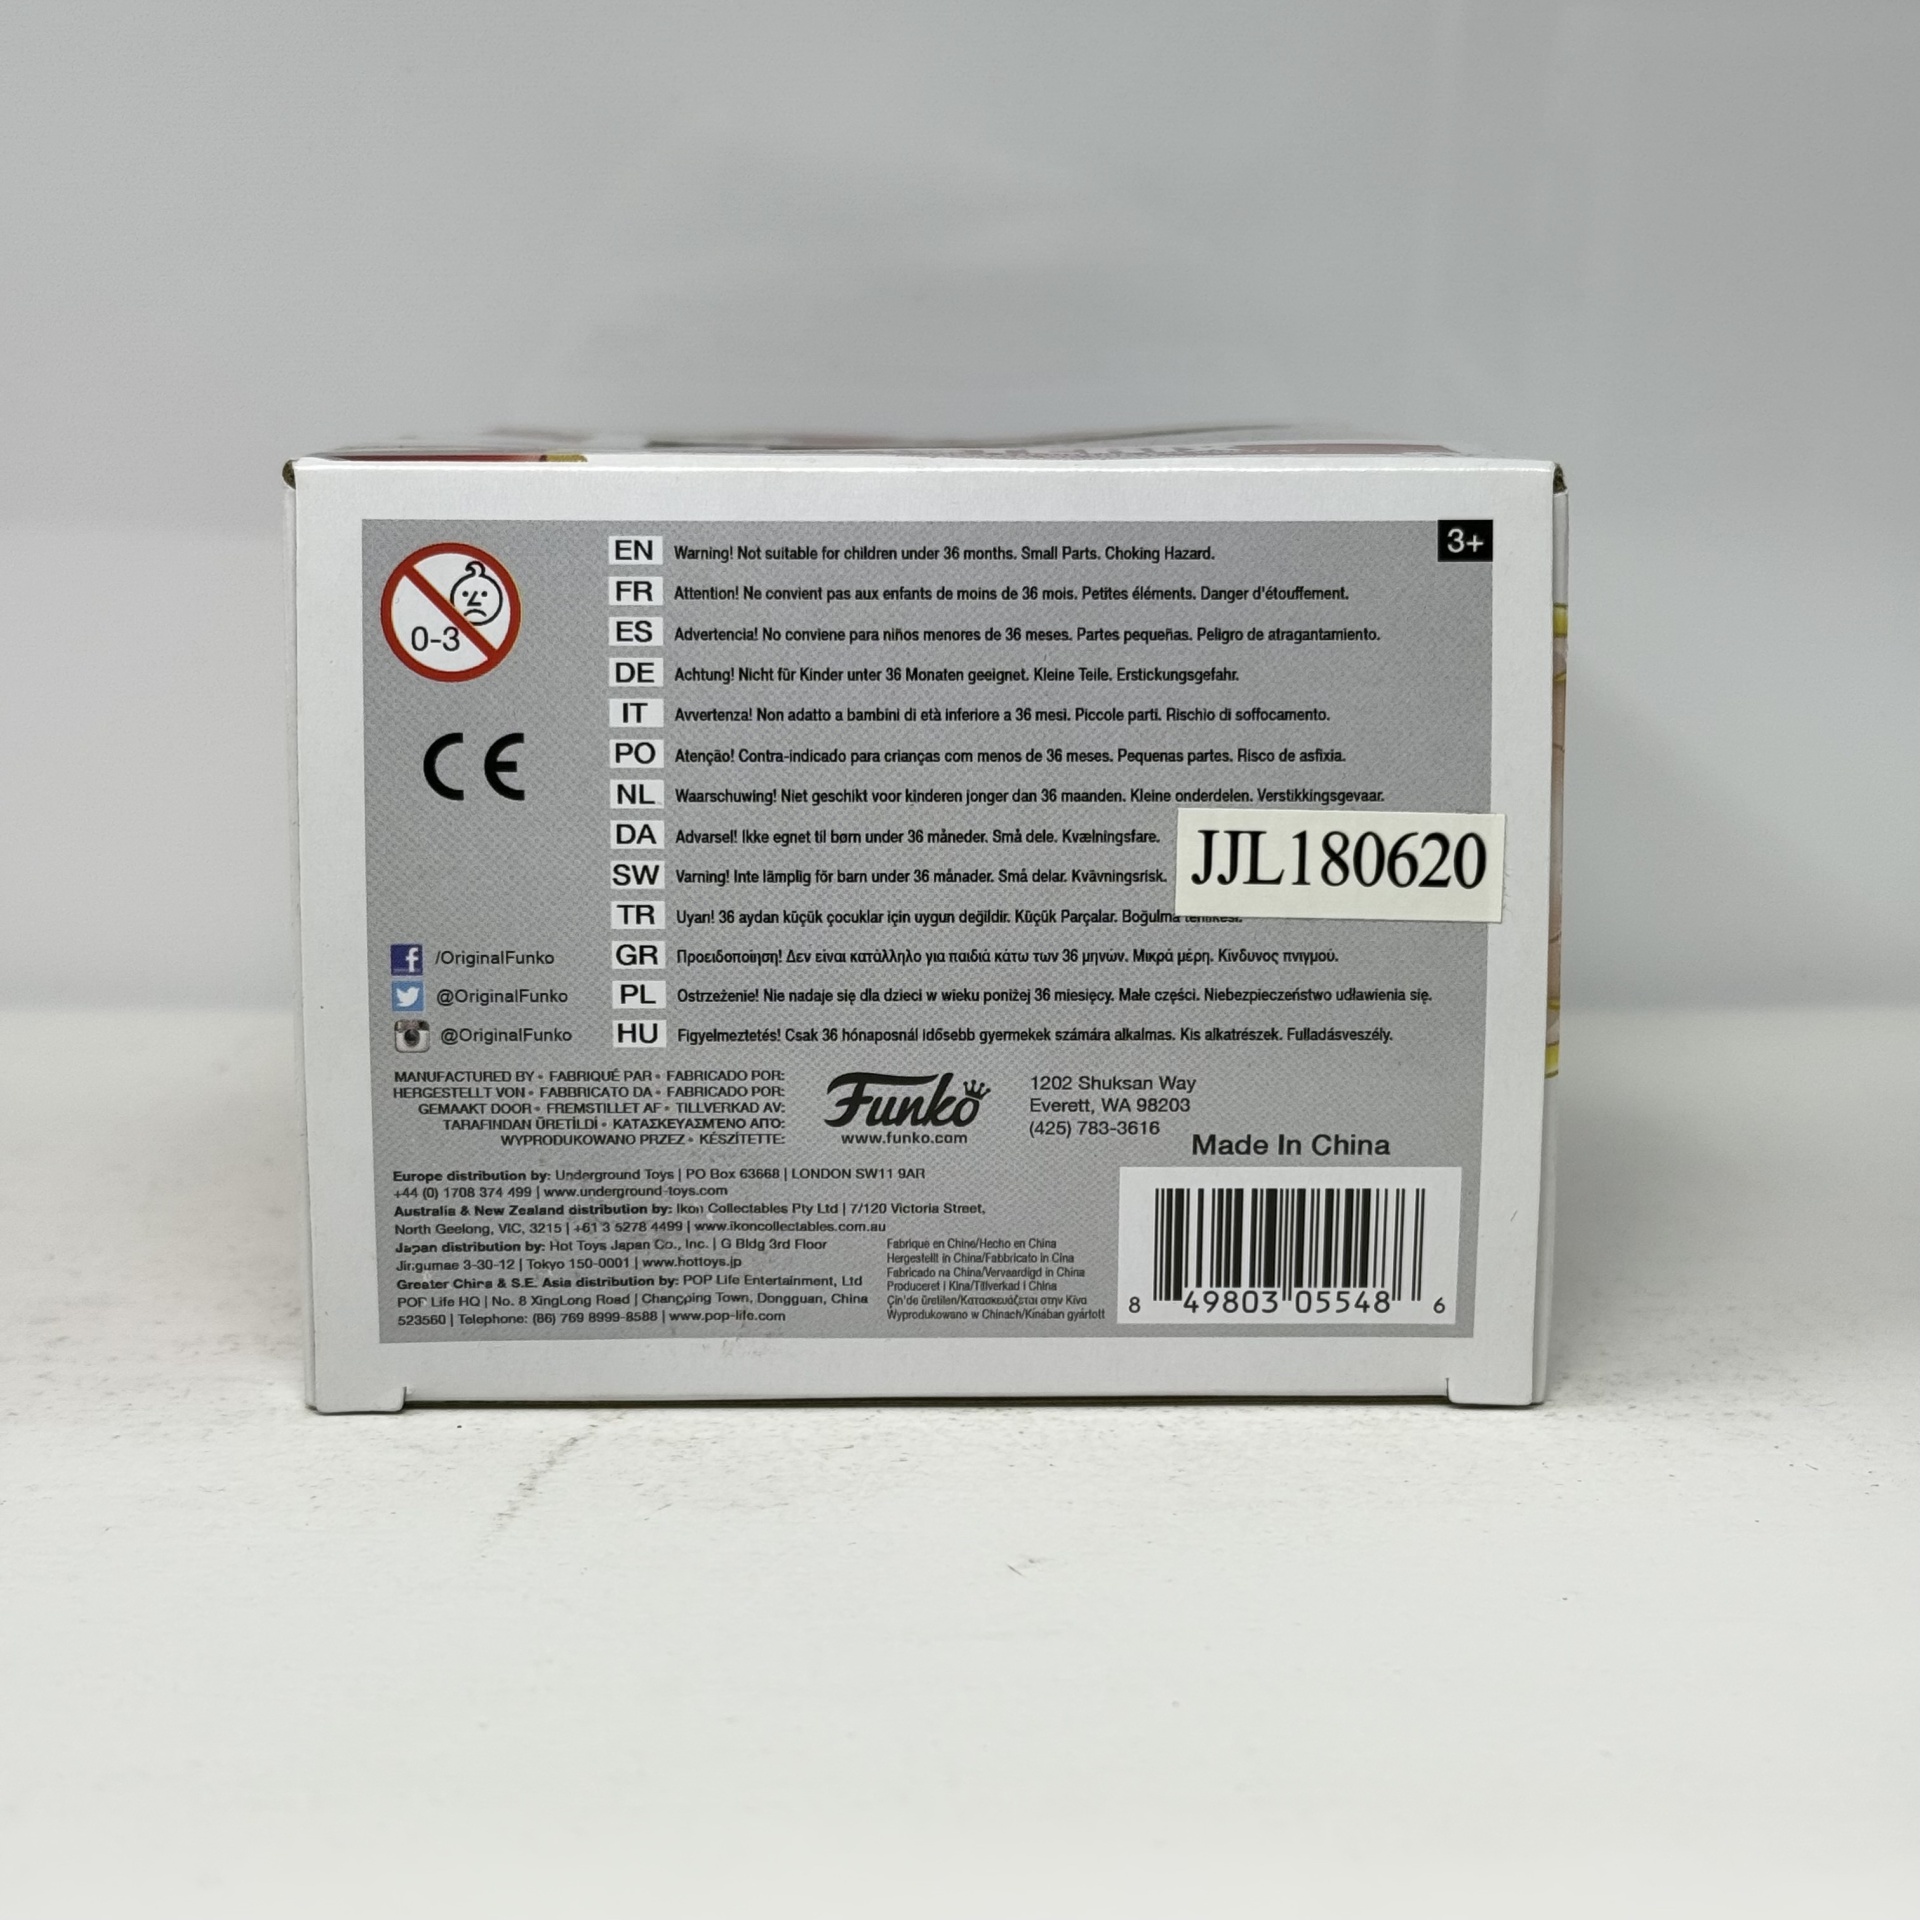 3+
0-3
EN Warning! Not suitable for children under 36 months. Small Parts. Choking Hazard.
FR Attention! Ne convient pas aux enfants de moins de 36 mois. Petites éléments. Danger d'étouffement.
ES Advertencia! No conviene para niños menores de 36 meses. Partes pequeñas. Peligro de atragantamiento.
DE Achtung! Nicht für Kinder unter 36 Monaten geeignet. Kleine Teile. Erstickungsgefahr.
IT Avvertenza! Non adatto a bambini di età inferiore a 36 mesi. Piccole parti. Rischio di soffocamento.
PO Atenção! Contra-indicado para crianças com menos de 36 meses. Pequenas partes. Risco de asfixia.
NL Waarschuwing! Niet geschikt voor kinderen jonger dan 36 maanden. Kleine onderdelen. Verstikkingsgevaar.
DA Advarsel! Ikke egnet til børn under 36 måneder. Små dele. Kvælningsfare.
SW Varning! Inte lämplig för barn under 36 månader. Små delar. Kvävningsrisk.
TR Uyarı! 36 aydan küçük çocuklar için uygun değildir. Küçük Parçalar. Boğulma
GR Προειδοποίηση! Δεν είναι κατάλληλο για παιδιά κάτω των 36 μηνών. Μικρά μέρη. Κίνδυνος πνιγμού.
PL Ostrzeżenie! Nie nadaje się dla dzieci w wieku poniżej 36 miesięcy. Małe części. Niebezpieczeństwo udławienia się.
HU Figyelmeztetés! Csak 36 hónaposnál idősebb gyermekek számára alkalmas. Kis alkatrészek. Fulladásveszély.
JJL180620
CE
/OriginalFunko
@OriginalFunko
@OriginalFunko
MANUFACTURED BY • FABRIQUÉ PAR • FABRICADO POR:
HERGESTELLT VON • FABBRICATO DA • FABRICADO POR:
GEMAAKT DOOR • FREMSTILLET AF • TILLVERKAD AV:
TARAFINDAN ÜRETİLDİ • ΚΑΤΑΣΚΕΥΑΣΜΈΝΟ ΑΠΌ:
WYPRODUKOWANO PRZEZ • KÉSZÍTETTE:
Funko
www.funko.com
1202 Shuksan Way
Everett, WA 98203
(425) 783-3616
Made In China
Europe distribution by: Underground Toys | PO Box 63668 | LONDON SW11 9AR
+44 (0) 1708 374 499 | www.underground-toys.com
Australia & New Zealand distribution by: Ikon Collectables Pty Ltd | 7/120 Victoria Street,
North Geelong, VIC, 3215 | +61 3 5278 4499 | www.ikoncollectables.com.au
Japan distribution by: Hot Toys Japan Co., Inc. | G Bldg 3rd Floor
Jingumae 3-30-12 | Tokyo 150-0001 | www.hottoys.jp
Greater China & S.E. Asia distribution by: POP Life Entertainment, Ltd
POP Life HQ | No. 8 XingLong Road | Changping Town, Dongguan, China
523560 | Telephone: (86) 769 8999-8588 | www.pop-life.com
Fabriqué en Chine/Hecho en China
Hergestellt in China/Fabbricato in Cina
Fabricado na China/Vervaardigd in China
Produceret i Kina/Tillverkad i China
Çin'de üretilen/Κατασκευάζεται στην Κίνα
Wyprodukowano w Chinach/Kínában gyártott
8 49803 05548 6